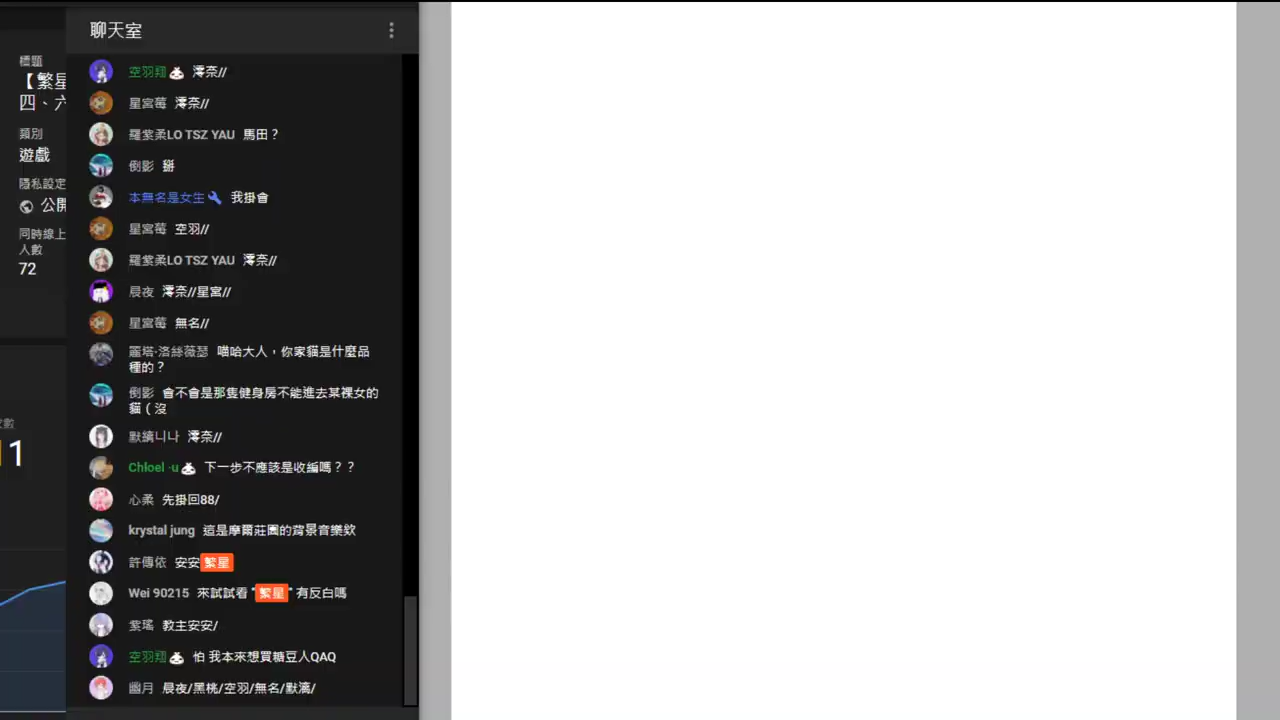 聊天室
標題
【繁星
四、六
類別
遊戲
隱私設定
公開
同時線上
人數
72
11
空羽翔 澪奈//
星宮莓 澪奈//
羅紫柔LO TSZ YAU 馬田？
倒影 掰
本無名是女生 我掛會
星宮莓 空羽//
羅紫柔LO TSZ YAU 澪奈//
晨夜 澪奈//星宮//
星宮莓 無名//
麗塔·洛絲薇瑟 喵哈大人，你家貓是什麼品
種的？
倒影 會不會是那隻健身房不能進去某裸女的
貓（沒
澪奈//
Chloel -u 下一步不應該是收編嗎？？
心柔 先掛回88/
krystal jung 這是摩爾莊園的背景音樂欸
許傳依 安安繁星
Wei 90215 來試試看 "繁星" 有反白嗎
紫瑤 教主安安/
空羽翔 怕 我本來想買糖豆人QAQ
幽月 晨夜/黑桃/空羽/無名/默滴/